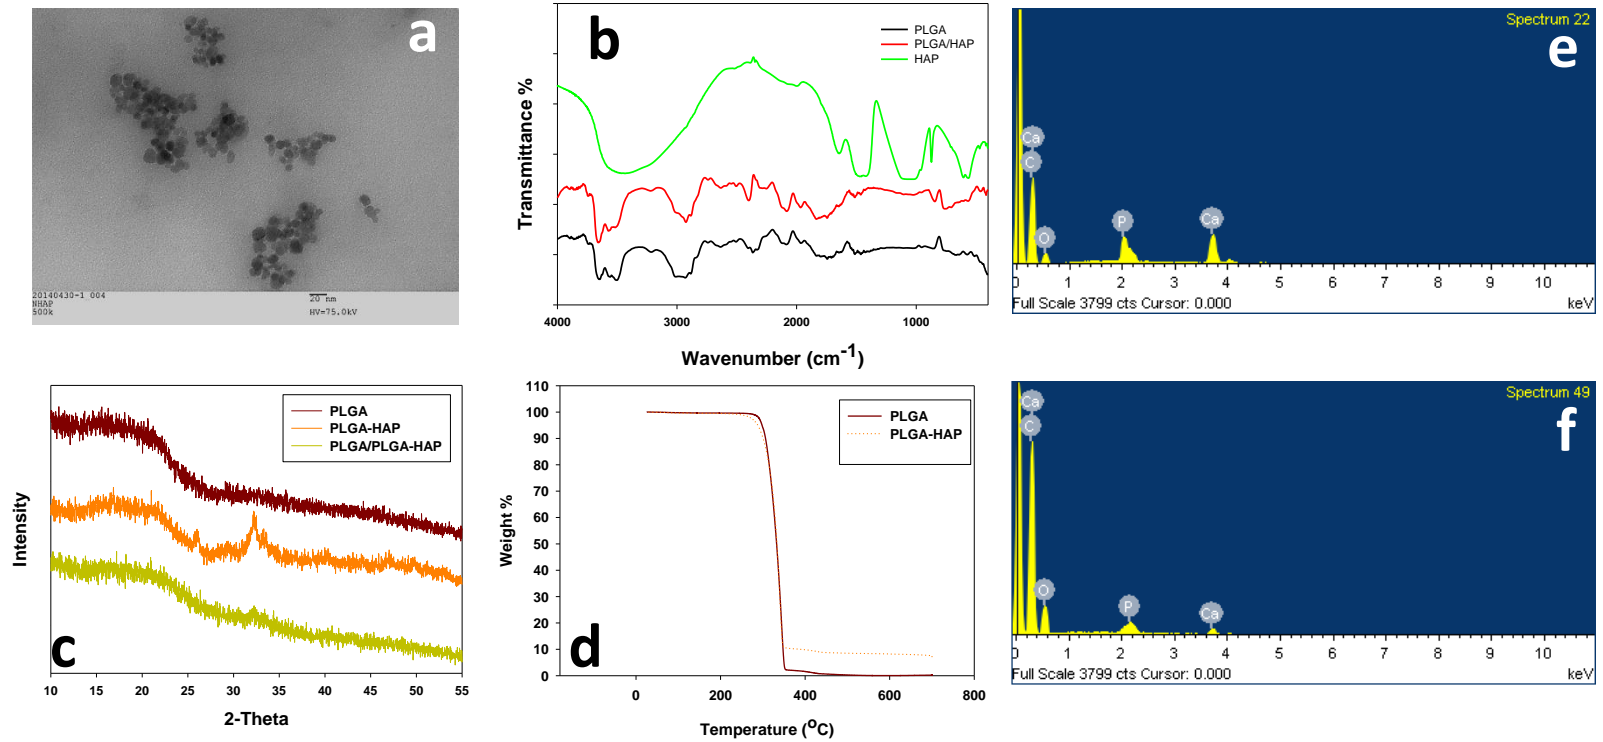 a
20140430-1_004
NHAP
500k
20 nm
HV=75.0kV
b
PLGA
PLGA/HAP
HAP
Transmittance %
4000 3000 2000 1000
Wavenumber (cm-1)
Spectrum 22
e
Ca
C
O
P
Ca
0 1 2 3 4 5 6 7 8 9 10
Full Scale 3799 cts Cursor: 0.000 keV
PLGA
PLGA-HAP
PLGA/PLGA-HAP
Intensity
c
10 15 20 25 30 35 40 45 50 55
2-Theta
110
100
90
80
70
60
50
40
30
20
10
0
Weight %
PLGA
PLGA-HAP
d
0 200 400 600 800
Temperature (oC)
Spectrum 49
f
Ca
C
O
P
Ca
0 1 2 3 4 5 6 7 8 9 10
Full Scale 3799 cts Cursor: 0.000 keV